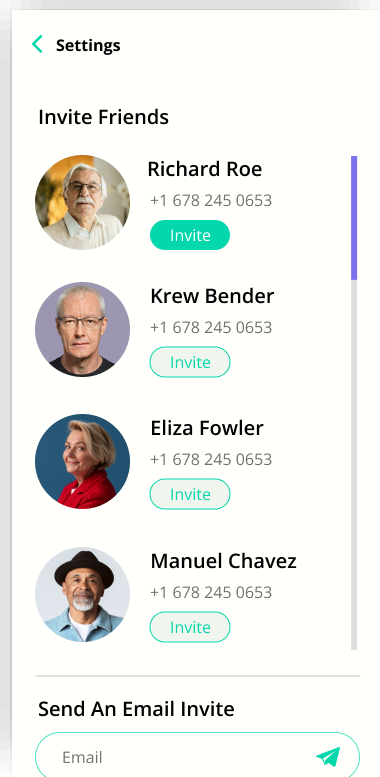 Settings
Invite Friends
Richard Roe
+1 678 245 0653
Invite
Krew Bender
+1 678 245 0653
Invite
Eliza Fowler
+1 678 245 0653
Invite
Manuel Chavez
+1 678 245 0653
Invite
Send An Email Invite
Email